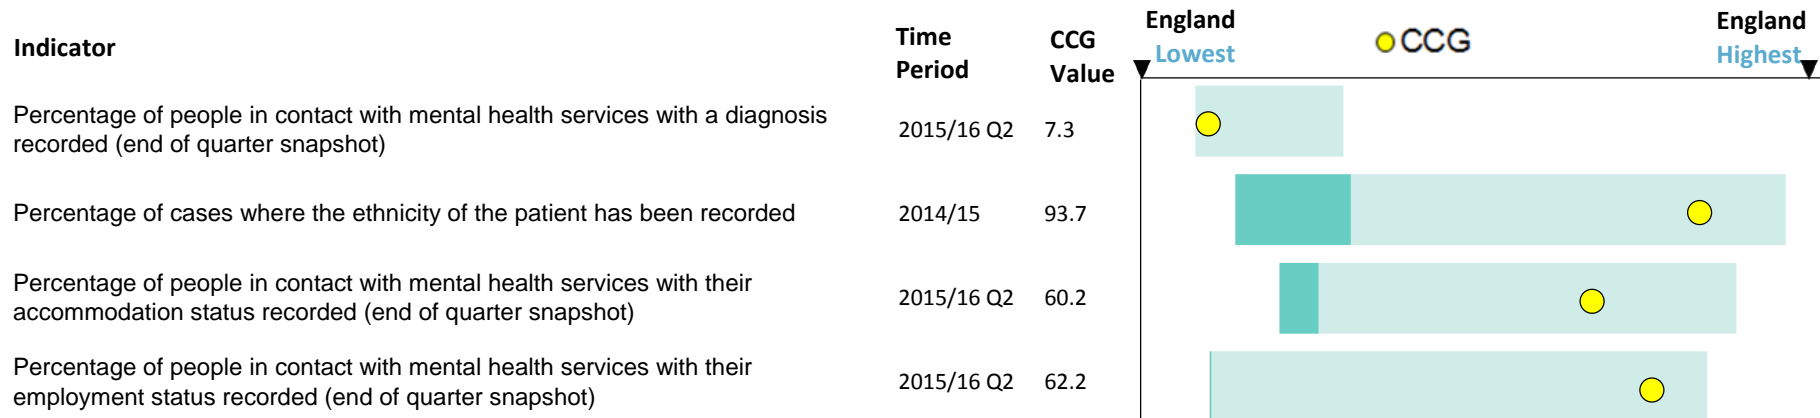 Indicator
Time
Period
CCG
Value
England
Lowest
CCG
England
Highest
Percentage of people in contact with mental health services with a diagnosis
recorded (end of quarter snapshot)
2015/16 Q2 7.3
Percentage of cases where the ethnicity of the patient has been recorded
2014/15 93.7
Percentage of people in contact with mental health services with their
accommodation status recorded (end of quarter snapshot)
2015/16 Q2 60.2
Percentage of people in contact with mental health services with their
employment status recorded (end of quarter snapshot)
2015/16 Q2 62.2